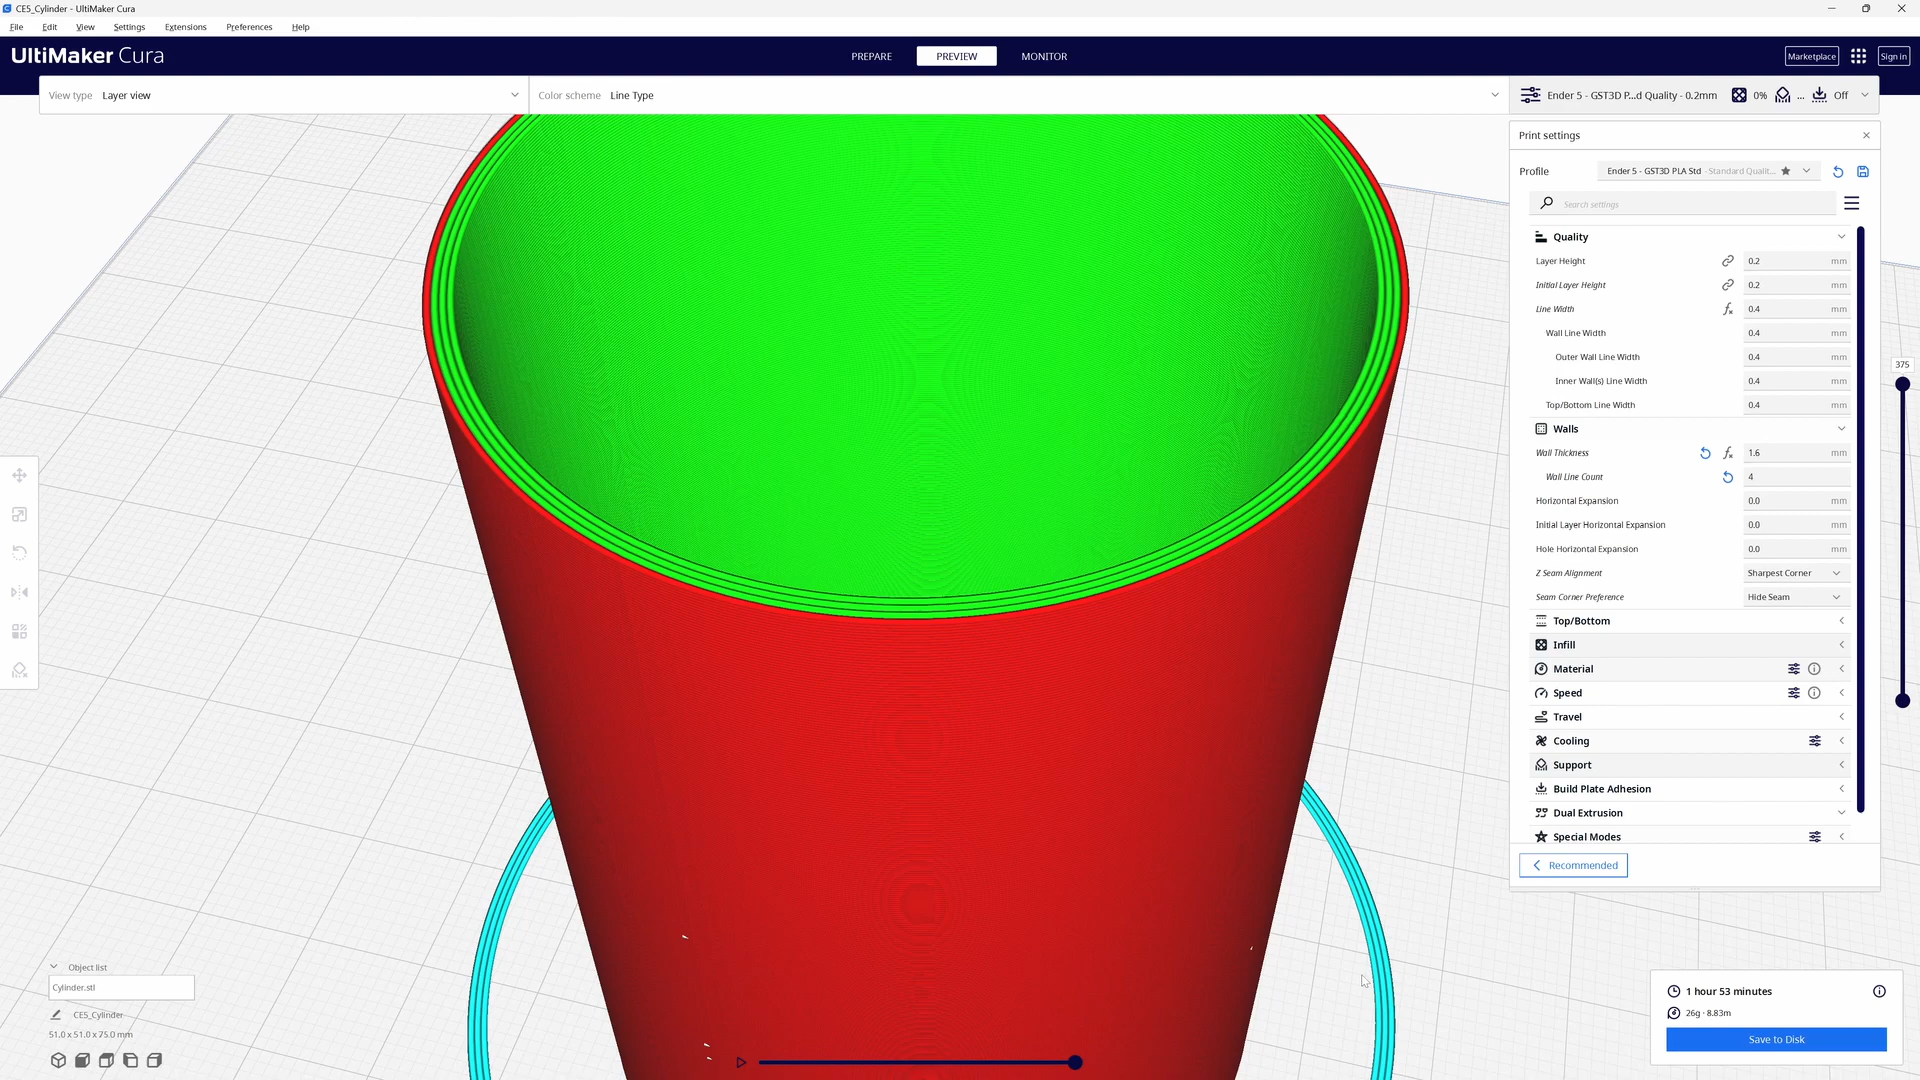 CE5_Cylinder - UltiMaker Cura
File Edit View Settings Extensions Preferences Help
UltiMaker Cura
PREPARE PREVIEW MONITOR
Marketplace Sign in
View type Layer view
Color scheme Line Type
Ender 5 - GST3D P...d Quality - 0.2mm 0% ... Off
Print settings
Profile Ender 5 - GST3D PLA Std - Standard Qualit...
Search settings
Quality
Layer Height 0.2 mm
Initial Layer Height 0.2 mm
Line Width 0.4 mm
Wall Line Width 0.4 mm
Outer Wall Line Width 0.4 mm
Inner Wall(s) Line Width 0.4 mm
Top/Bottom Line Width 0.4 mm
Walls
Wall Thickness 1.6 mm
Wall Line Count 4
Horizontal Expansion 0.0 mm
Initial Layer Horizontal Expansion 0.0 mm
Hole Horizontal Expansion 0.0 mm
Z Seam Alignment Sharpest Corner
Seam Corner Preference Hide Seam
Top/Bottom
Infill
Material
Speed
Travel
Cooling
Support
Build Plate Adhesion
Dual Extrusion
Special Modes
Recommended
375
Object list
Cylinder.stl
CE5_Cylinder
51.0 x 51.0 x 75.0 mm
1 hour 53 minutes
26g · 8.83m
Save to Disk